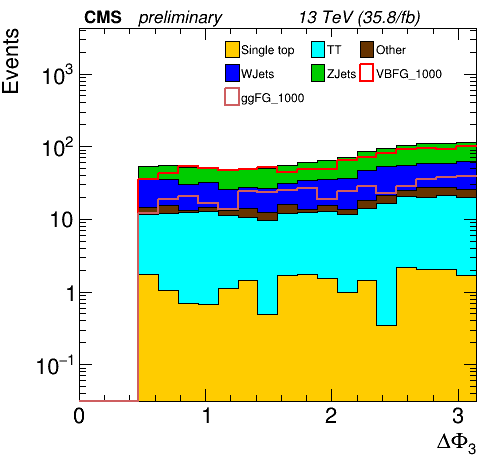 CMS preliminary 13 TeV (35.8/fb)
Events
Single top TT Other
WJets ZJets VBFG_1000
ggFG_1000
10³
10²
10
1
10⁻¹
0 1 2 3
ΔΦ₃